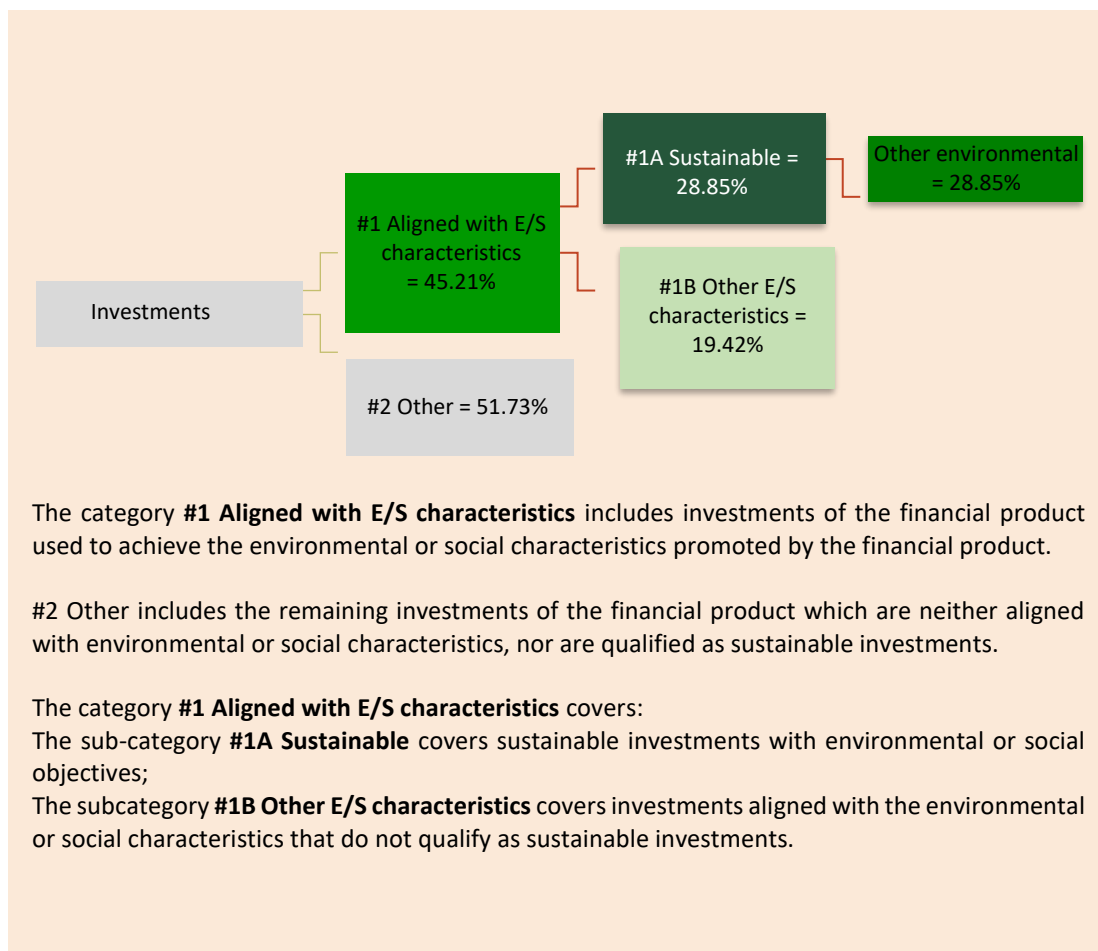 #1A Sustainable =
28.85%
Other environmental
= 28.85%
#1 Aligned with E/S
characteristics
= 45.21%
#1B Other E/S
characteristics =
19.42%
Investments
#2 Other = 51.73%
The category #1 Aligned with E/S characteristics includes investments of the financial product
used to achieve the environmental or social characteristics promoted by the financial product.
#2 Other includes the remaining investments of the financial product which are neither aligned
with environmental or social characteristics, nor are qualified as sustainable investments.
The category #1 Aligned with E/S characteristics covers:
The sub-category #1A Sustainable covers sustainable investments with environmental or social
objectives;
The subcategory #1B Other E/S characteristics covers investments aligned with the environmental
or social characteristics that do not qualify as sustainable investments.